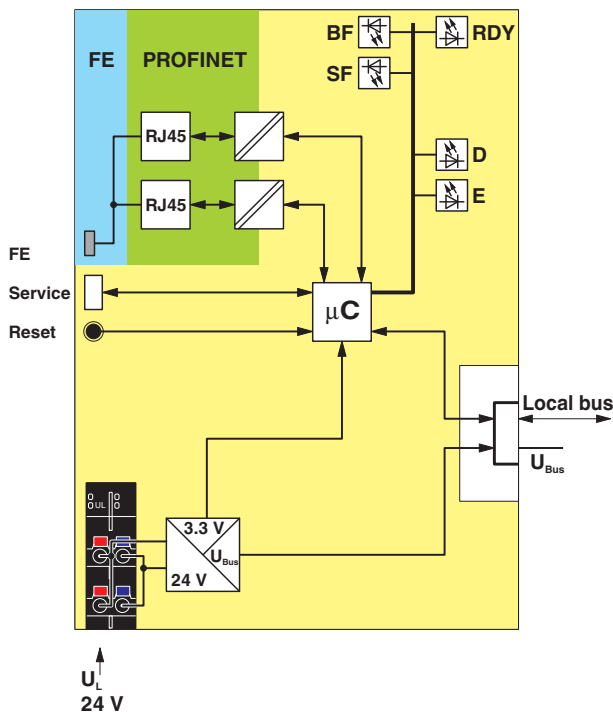 BF
RDY
FE
PROFINET
SF
RJ45
D
RJ45
E
FE
Service
μC
Reset
Local bus
U_Bus
UL
3.3 V
U_Bus
24 V
U_L
24 V